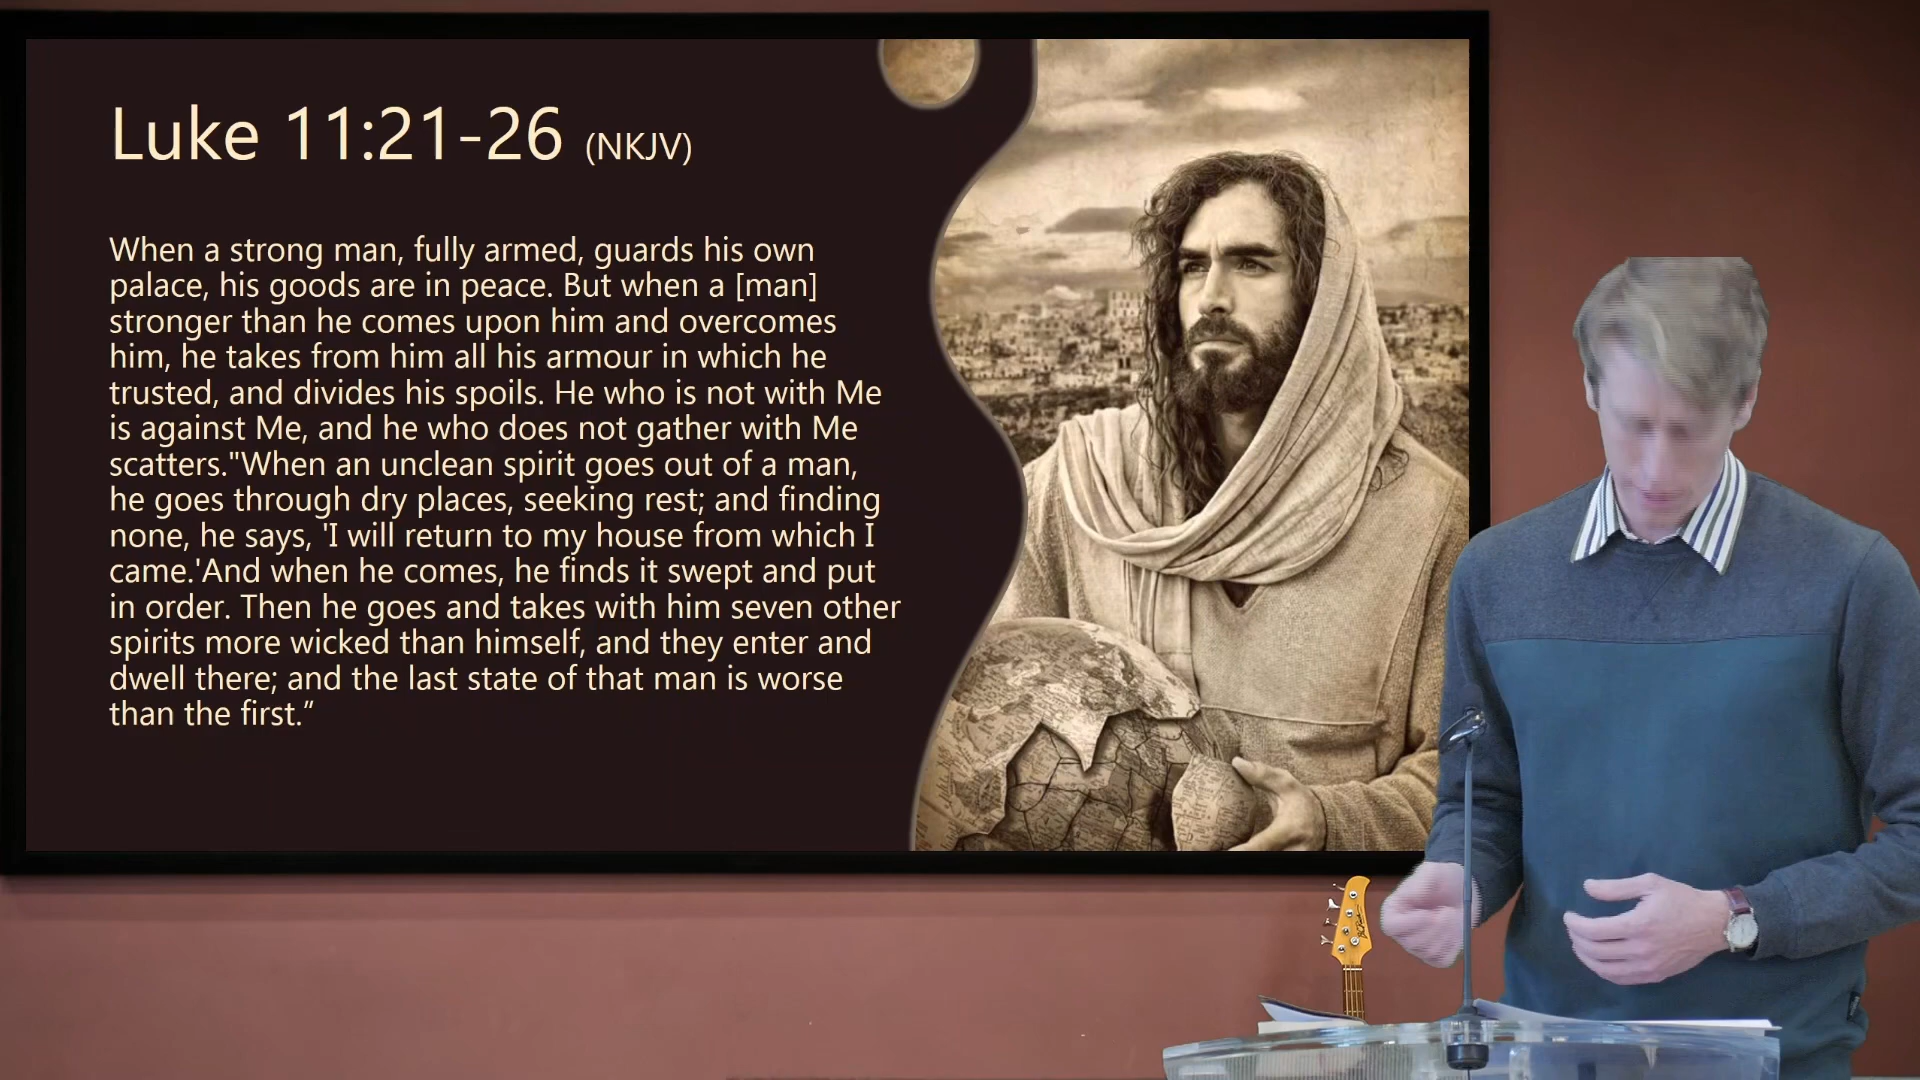 Luke 11:21-26 (NKJV)
When a strong man, fully armed, guards his own
palace, his goods are in peace. But when a [man]
stronger than he comes upon him and overcomes
him, he takes from him all his armour in which he
trusted, and divides his spoils. He who is not with Me
is against Me, and he who does not gather with Me
scatters."When an unclean spirit goes out of a man,
he goes through dry places, seeking rest; and finding
none, he says, 'I will return to my house from which I
came.'And when he comes, he finds it swept and put
in order. Then he goes and takes with him seven other
spirits more wicked than himself, and they enter and
dwell there; and the last state of that man is worse
than the first.”